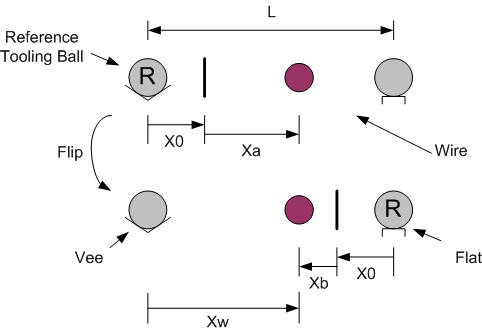 L
Reference
Tooling Ball
R
X0
Xa
Wire
Flip
R
Vee
Flat
Xb
X0
Xw